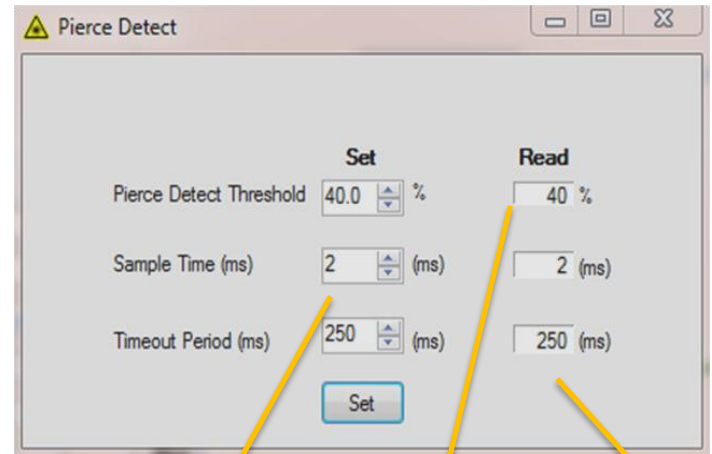 Pierce Detect
Set Read
Pierce Detect Threshold 40.0 % 40 %
Sample Time (ms) 2 (ms) 2 (ms)
Timeout Period (ms) 250 (ms) 250 (ms)
Set